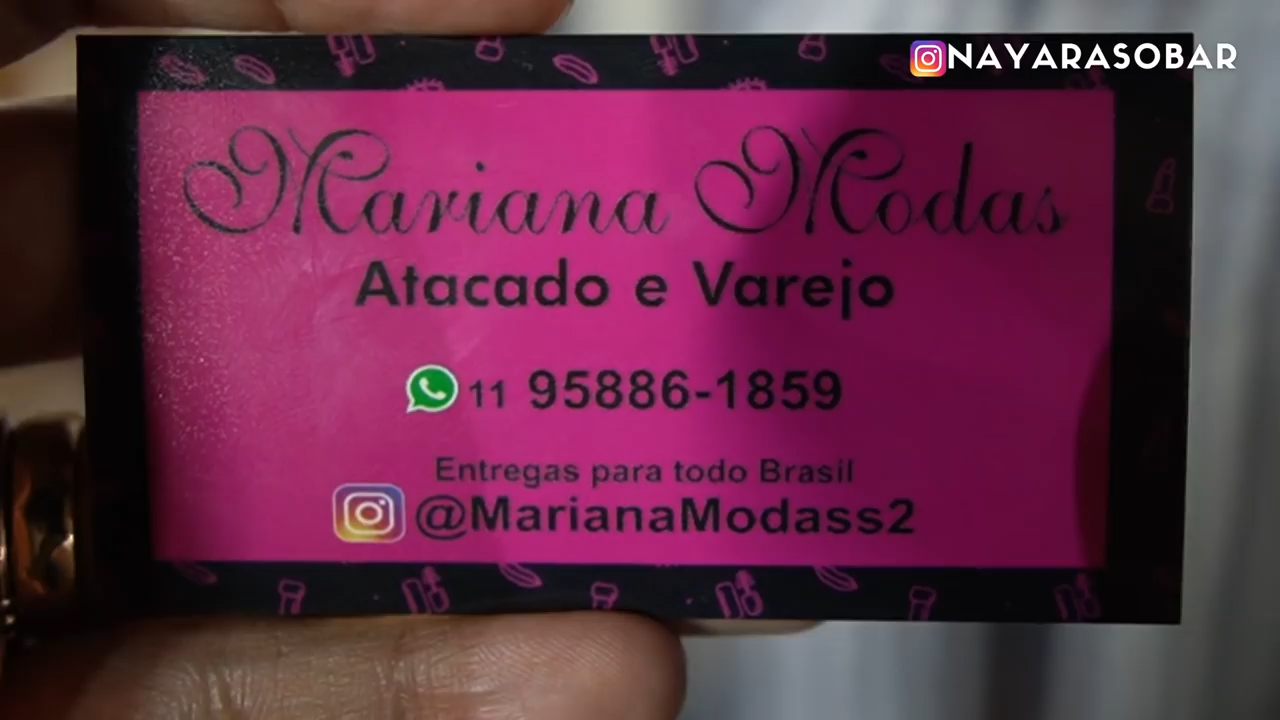 NAYARASOBAR
Mariana Modas
Atacado e Varejo
11 95886-1859
Entregas para todo Brasil
@MarianaModass2